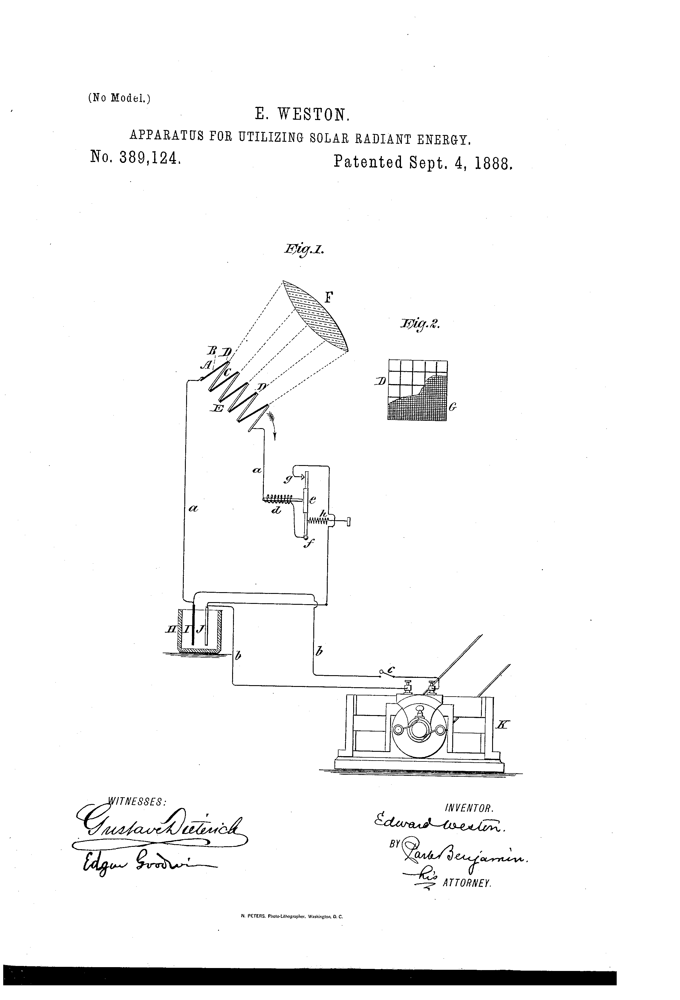 (No Model.)
E. WESTON.
APPARATUS FOR UTILIZING SOLAR RADIANT ENERGY.
No. 389,124.
Patented Sept. 4, 1888.
Fig. 1.
F
Fig. 2.
B D
A
C
D
E
D
G
a
g
e
a
d
h
f
H I J
b
b
c
K
WITNESSES:
Gustave Dieterich
Edgar Goodwin
INVENTOR.
Edward Weston.
BY Park Benjamin.
his ATTORNEY.
N. PETERS, Photo-Lithographer, Washington, D. C.